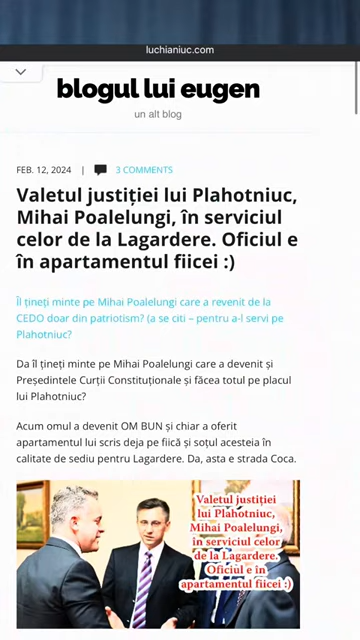 luchianiuc.com
blogul lui eugen
un alt blog
FEB. 12, 2024 | 3 COMMENTS
Valetul justiției lui Plahotniuc,
Mihai Poalelungi, în serviciul
celor de la Lagardere. Oficiul e
în apartamentul fiicei :)
Îl țineți minte pe Mihai Poalelungi care a revenit de la
CEDO doar din patriotism? (a se citi – pentru a-l servi pe
Plahotniuc?
Da îl țineți minte pe Mihai Poalelungi care a devenit și
Președintele Curții Constituționale și făcea totul pe placul
lui Plahotniuc?
Acum omul a devenit OM BUN și chiar a oferit
apartamentul lui scris deja pe fiică și soțul acesteia în
calitate de sediu pentru Lagardere. Da, asta e strada Coca.
Valetul justiției
lui Plahotniuc,
Mihai Poalelungi,
în serviciul celor
de la Lagardere.
Oficiul e în
apartamentul fiicei :)